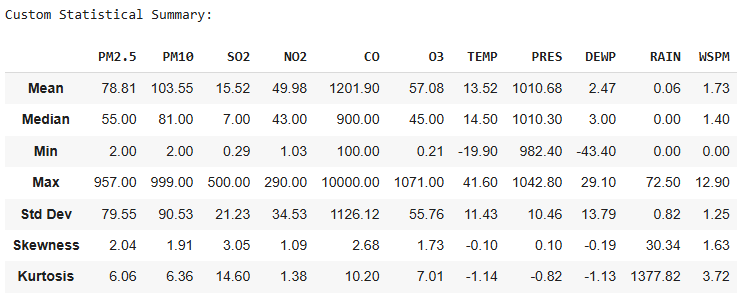 Custom Statistical Summary:
PM2.5 PM10 SO2 NO2 CO O3 TEMP PRES DEWP RAIN WSPM
Mean 78.81 103.55 15.52 49.98 1201.90 57.08 13.52 1010.68 2.47 0.06 1.73
Median 55.00 81.00 7.00 43.00 900.00 45.00 14.50 1010.30 3.00 0.00 1.40
Min 2.00 2.00 0.29 1.03 100.00 0.21 -19.90 982.40 -43.40 0.00 0.00
Max 957.00 999.00 500.00 290.00 10000.00 1071.00 41.60 1042.80 29.10 72.50 12.90
Std Dev 79.55 90.53 21.23 34.53 1126.12 55.76 11.43 10.46 13.79 0.82 1.25
Skewness 2.04 1.91 3.05 1.09 2.68 1.73 -0.10 0.10 -0.19 30.34 1.63
Kurtosis 6.06 6.36 14.60 1.38 10.20 7.01 -1.14 -0.82 -1.13 1377.82 3.72